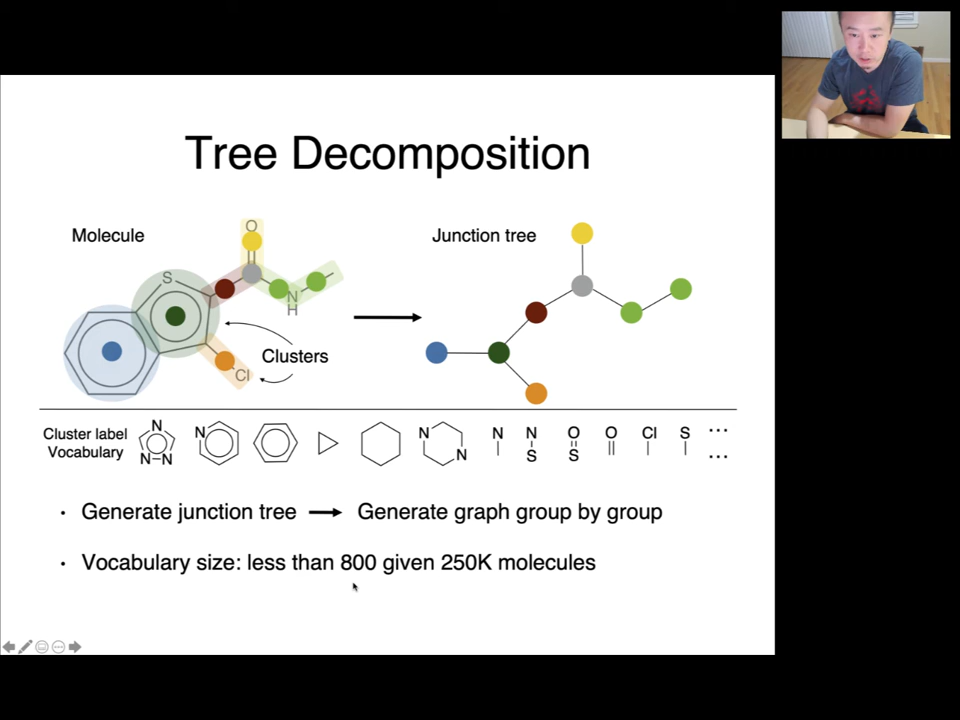 Tree Decomposition
Molecule
Junction tree
O
S
N
H
Cl
Clusters
Cluster label
Vocabulary
N
N–N
N
N
N
N
N
S
O
S
O
Cl
S
...
...
• Generate junction tree → Generate graph group by group
• Vocabulary size: less than 800 given 250K molecules